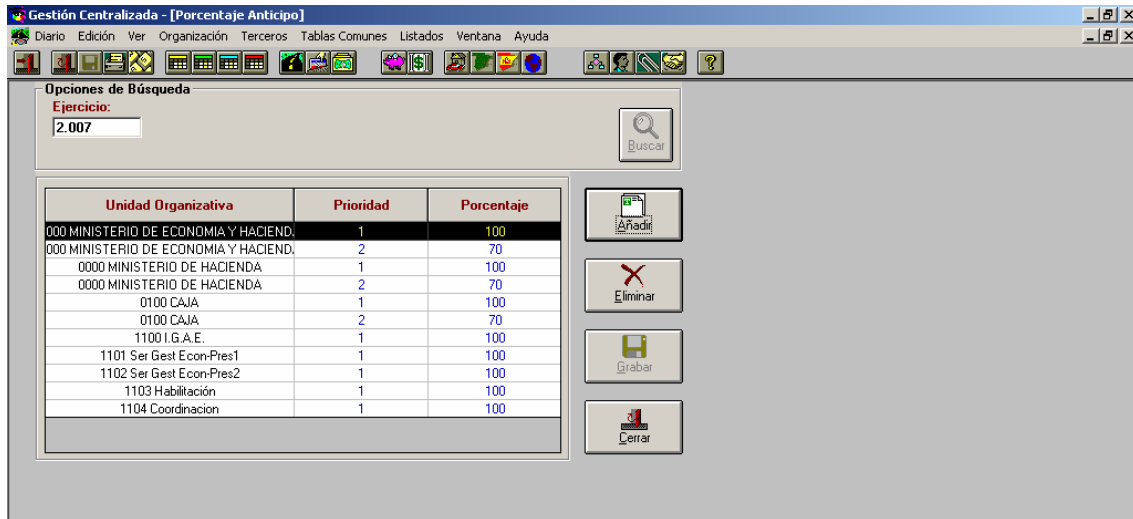 Gestión Centralizada - [Porcentaje Anticipo]
Diario Edición Ver Organización Terceros Tablas Comunes Listados Ventana Ayuda
Opciones de Búsqueda
Ejercicio:
2.007
Buscar
Unidad Organizativa Prioridad Porcentaje
000 MINISTERIO DE ECONOMIA Y HACIEND. 1 100
000 MINISTERIO DE ECONOMIA Y HACIEND. 2 70
0000 MINISTERIO DE HACIENDA 1 100
0000 MINISTERIO DE HACIENDA 2 70
0100 CAJA 1 100
0100 CAJA 2 70
1100 I.G.A.E. 1 100
1101 Ser Gest Econ-Pres1 1 100
1102 Ser Gest Econ-Pres2 1 100
1103 Habilitación 1 100
1104 Coordinacion 1 100
Añadir
Eliminar
Grabar
Cerrar